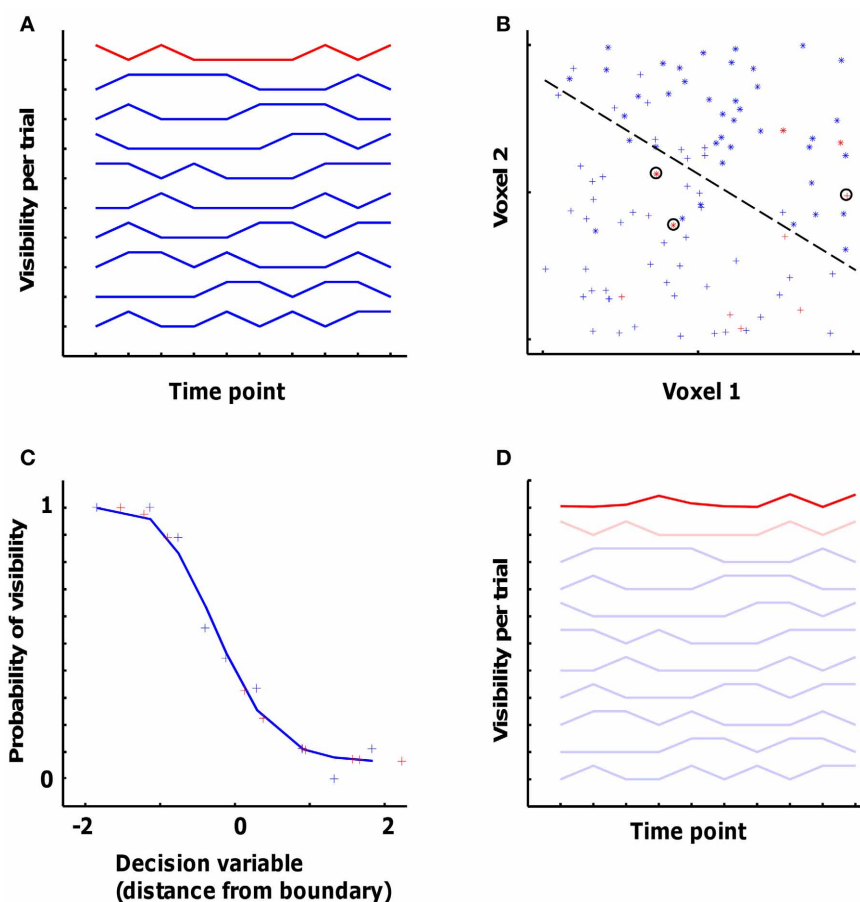 A
Visibility per trial
Time point
B
Voxel 2
Voxel 1
C
Probability of visibility
1
0
-2
0
2
Decision variable
(distance from boundary)
D
Visibility per trial
Time point